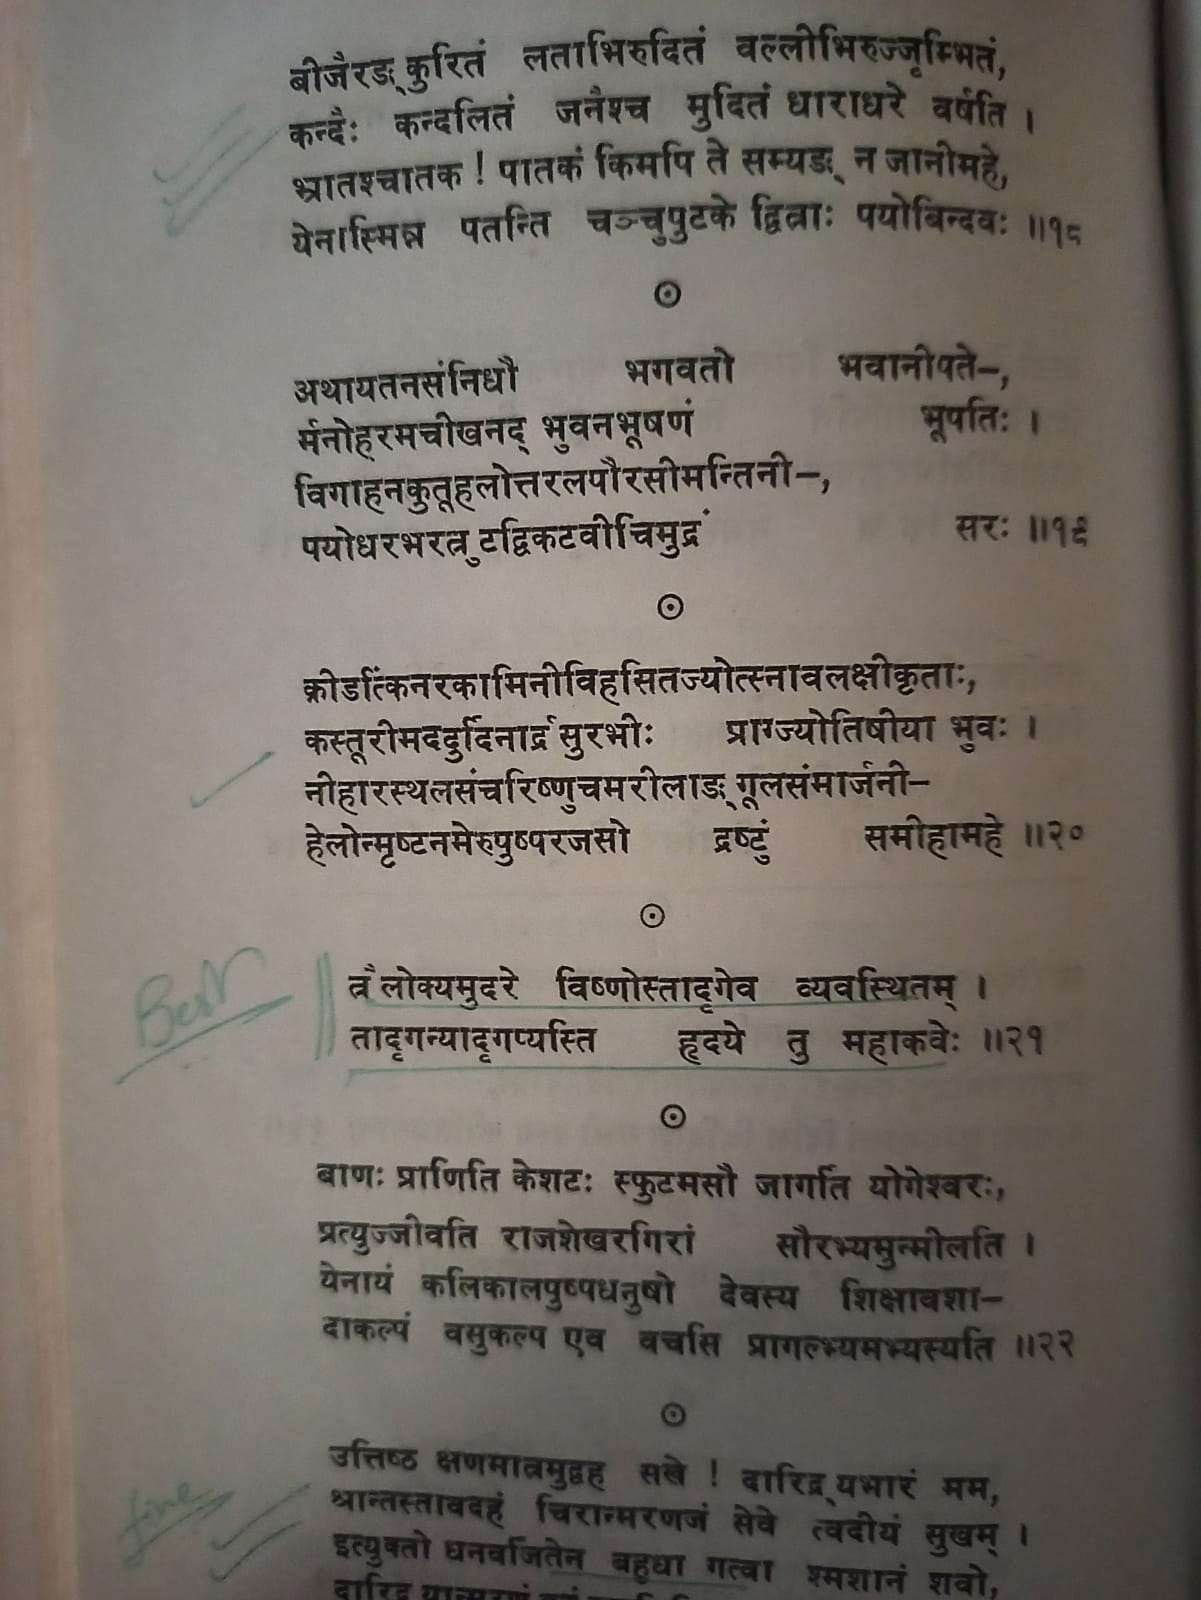 बीजैरङ्कुरितं लताभिरुदितं वल्लीभिरुज्जृम्भितं,
कन्दैः कन्दलितं जनैश्च मुदितं धाराधरे वर्षति ।
भ्रातश्चातक ! पातकं किमपि ते सम्यङ् न जानीमहे,
येनास्मिन्न पतन्ति चञ्चुपुटके द्वित्राः पयोबिन्दवः ॥१८
अथायतनसंनिधौ भगवतो भवानीपते–,
र्मनोहरमचीखनद् भुवनभूषणं भूपतिः ।
विगाहनकुतूहलोत्तरलपौरसीमन्तिनी–,
पयोधरभरत्रुटद्विकटवीचिमुद्रं सरः ॥१९
क्रीडत्किंनरकामिनीविहसितज्योत्स्नावलक्षीकृताः,
कस्तूरीमददुर्दिनार्द्रसुरभीः प्राग्ज्योतिषीया भुवः ।
नीहारस्थलसंचरिष्णुचमरीलाङ्गूलसंमार्जनी–
हेलोन्मृष्टनमेरुपुष्परजसो द्रष्टुं समीहामहे ॥२०
Best
त्रैलोक्यमुदरे विष्णोस्तादृगेव व्यवस्थितम् ।
तादृगन्यादृगप्यस्ति हृदये तु महाकवेः ॥२१
बाणः प्राणिति केशटः स्फुटमसौ जागर्ति योगेश्वरः,
प्रत्युज्जीवति राजशेखरगिरां सौरभ्यमुन्मीलति ।
येनायं कलिकालपुष्पधनुषो देवस्य शिक्षावशा–
दाकल्पं वसुकल्प एव वचसि प्रागल्भ्यमभ्यस्यति ॥२२
उत्तिष्ठ क्षणमात्रमुद्वह सखे ! दारिद्र्यभारं मम,
fine
श्रान्तस्तावदहं चिरान्मरणजं सेवे त्वदीयं सुखम् ।
इत्युक्तो धनवर्जितेन बहुधा गत्वा श्मशानं शवो,